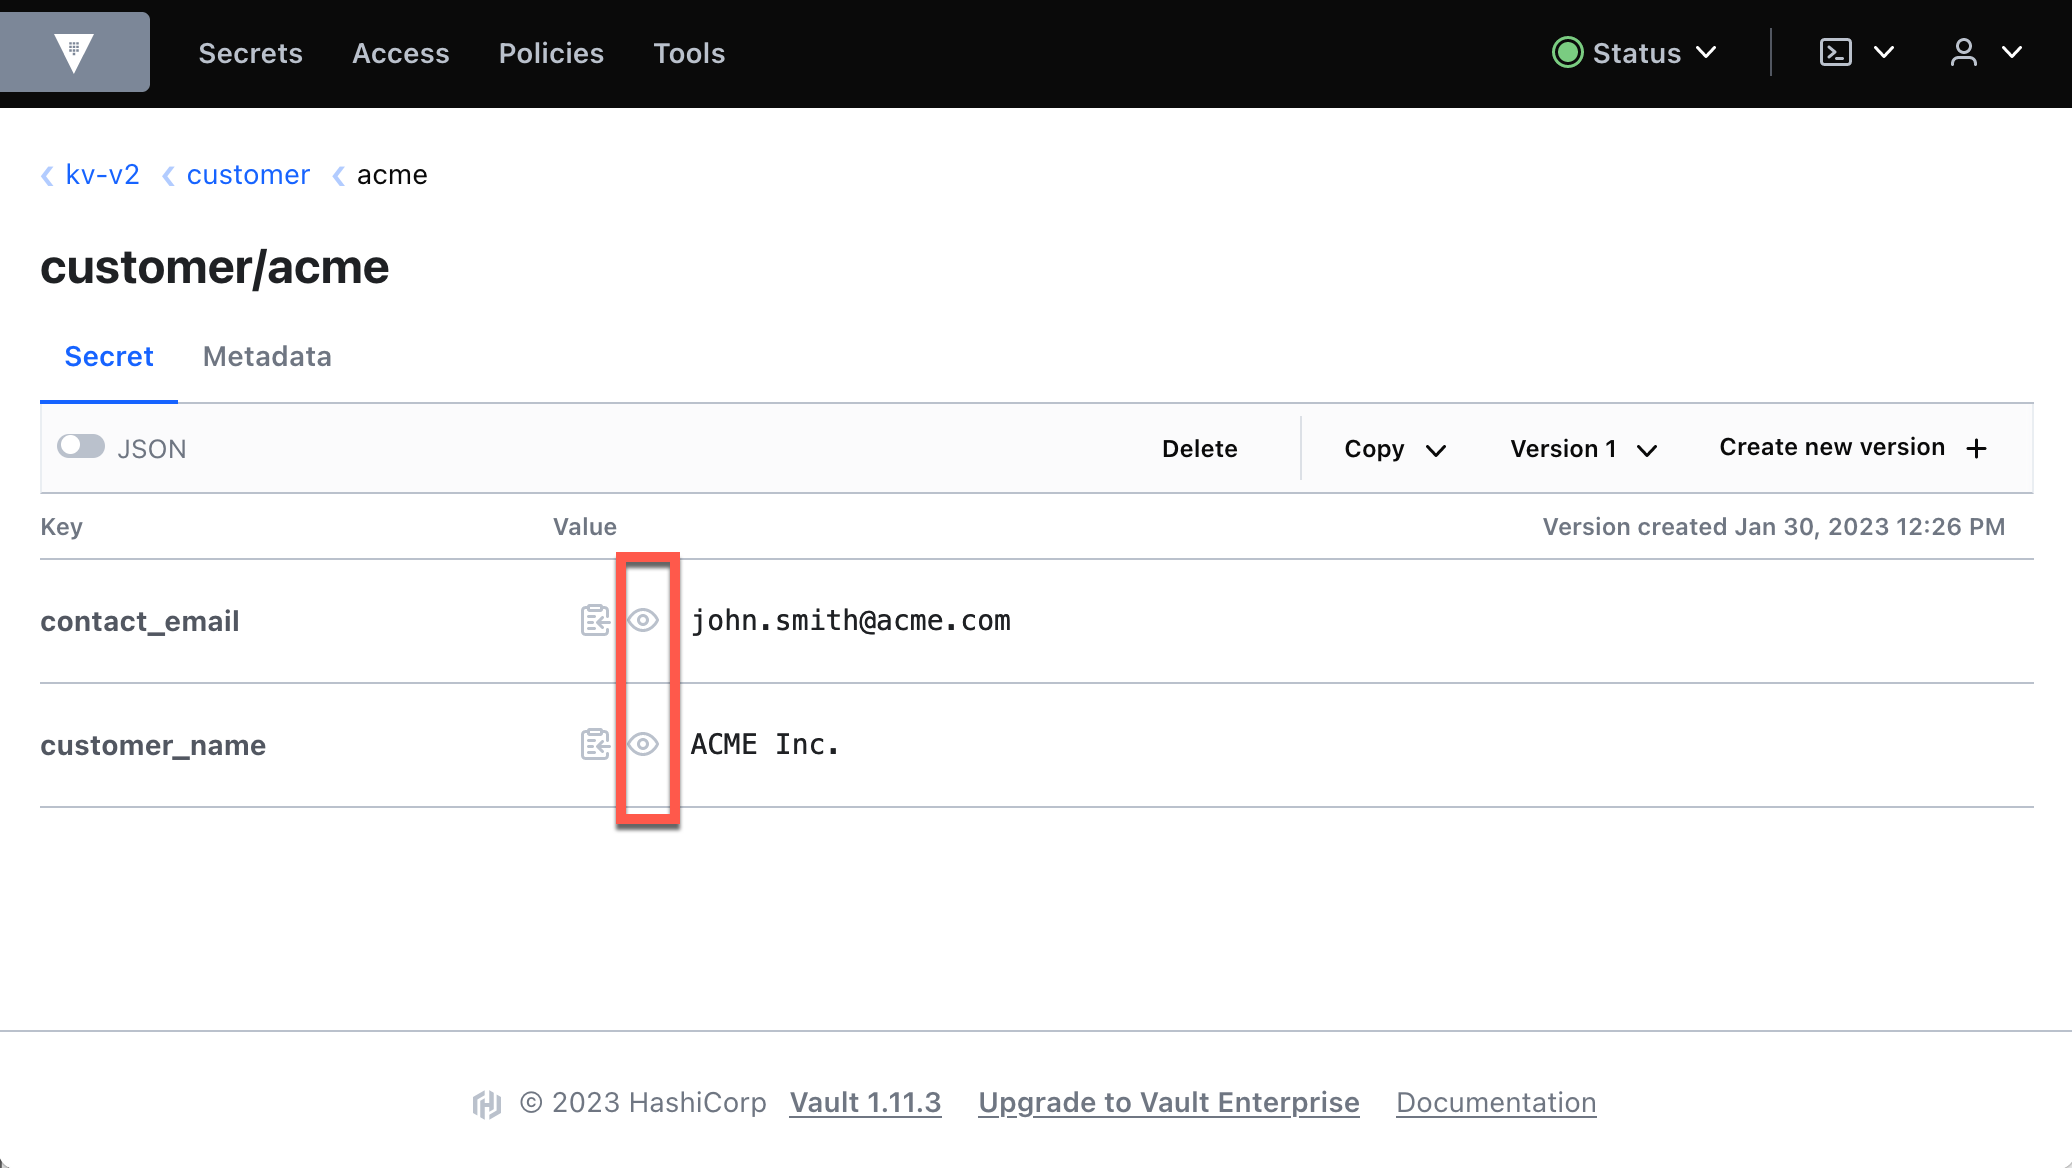 Secrets Access Policies Tools Status
kv-v2 customer acme
customer/acme
Secret Metadata
JSON Delete Copy Version 1 Create new version
Key Value Version created Jan 30, 2023 12:26 PM
contact_email john.smith@acme.com
customer_name ACME Inc.
© 2023 HashiCorp Vault 1.11.3 Upgrade to Vault Enterprise Documentation